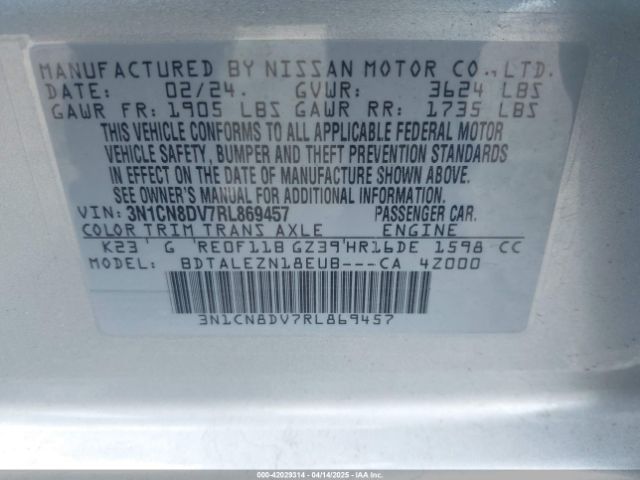 MANUFACTURED BY NISSAN MOTOR CO., LTD.
DATE: 02/24. GVWR: 3624 LBS
GAWR FR: 1905 LBS GAWR RR: 1735 LBS
THIS VEHICLE CONFORMS TO ALL APPLICABLE FEDERAL MOTOR
VEHICLE SAFETY, BUMPER AND THEFT PREVENTION STANDARDS
IN EFFECT ON THE DATE OF MANUFACTURE SHOWN ABOVE.
SEE OWNER'S MANUAL FOR ADDITIONAL INFORMATION.
VIN: 3N1CN8DV7RL869457 PASSENGER CAR.
COLOR TRIM TRANS AXLE ENGINE
K23 G RE0F11B GZ39 HR16DE 1598 CC
MODEL: BDTALEZN18EUB---CA 4Z000
3N1CN8DV7RL869457
000-42029314 - 04/14/2025 - IAAI.COM